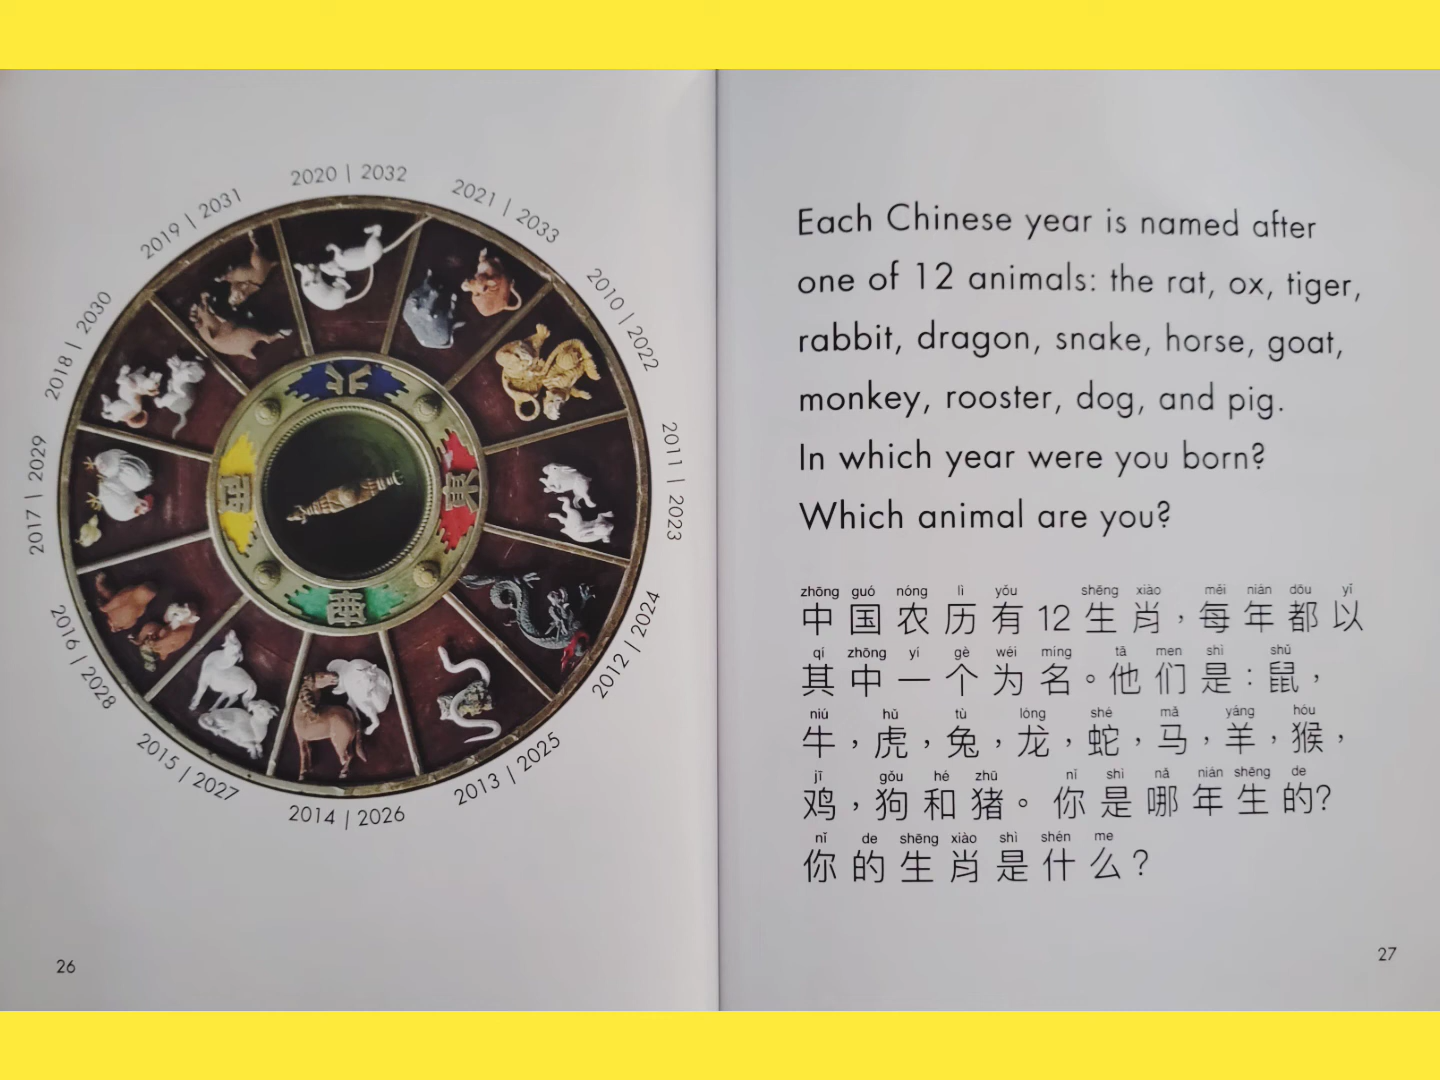 2020 | 2032
2021 | 2033
2010 | 2022
2011 | 2023
2012 | 2024
2013 | 2025
2014 | 2026
2015 | 2027
2016 | 2028
2017 | 2029
2018 | 2030
2019 | 2031
北
東
南
西
26
Each Chinese year is named after
one of 12 animals: the rat, ox, tiger,
rabbit, dragon, snake, horse, goat,
monkey, rooster, dog, and pig.
In which year were you born?
Which animal are you?
zhōng guó nóng lì yǒu shēng xiào měi nián dōu yǐ
中国农历有12生肖，每年都以
qí zhōng yí gè wéi míng tā men shì shǔ
其中一个为名。他们是：鼠，
niú hǔ tù lóng shé mǎ yáng hóu
牛，虎，兔，龙，蛇，马，羊，猴，
jī gǒu hé zhū nǐ shì nǎ nián shēng de
鸡，狗和猪。你是哪年生的？
nǐ de shēng xiào shì shén me
你的生肖是什么？
27